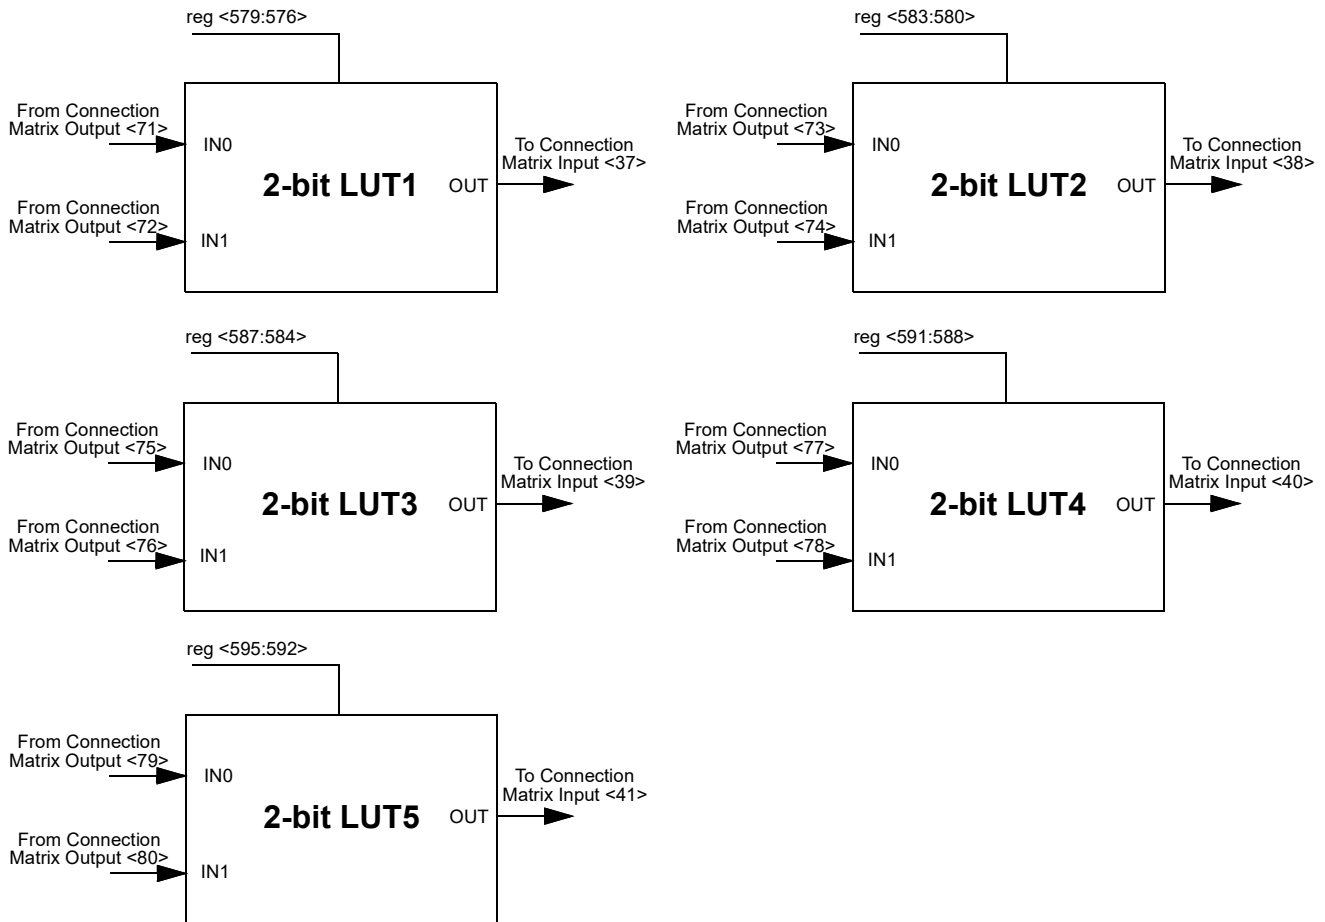 reg <579:576>
From Connection
Matrix Output <71>
IN0
2-bit LUT1
OUT
To Connection
Matrix Input <37>
From Connection
Matrix Output <72>
IN1
reg <583:580>
From Connection
Matrix Output <73>
IN0
2-bit LUT2
OUT
To Connection
Matrix Input <38>
From Connection
Matrix Output <74>
IN1
reg <587:584>
From Connection
Matrix Output <75>
IN0
2-bit LUT3
OUT
To Connection
Matrix Input <39>
From Connection
Matrix Output <76>
IN1
reg <591:588>
From Connection
Matrix Output <77>
IN0
2-bit LUT4
OUT
To Connection
Matrix Input <40>
From Connection
Matrix Output <78>
IN1
reg <595:592>
From Connection
Matrix Output <79>
IN0
2-bit LUT5
OUT
To Connection
Matrix Input <41>
From Connection
Matrix Output <80>
IN1